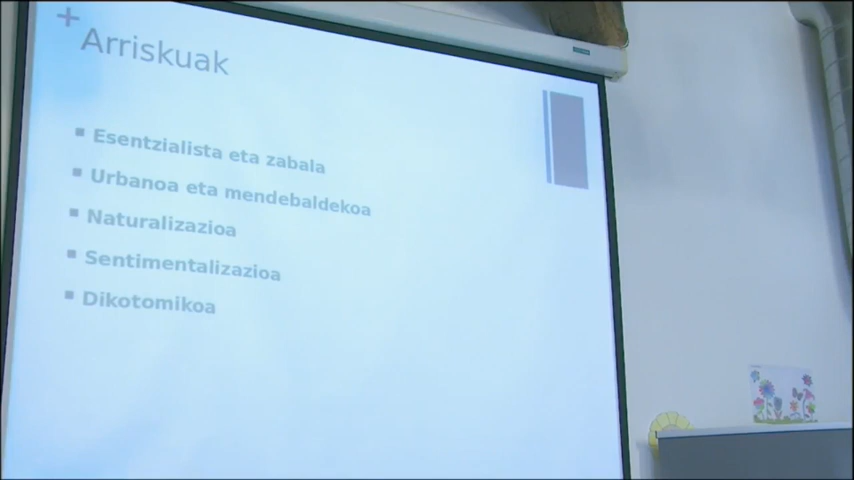 Arriskuak
Esentzialista eta zabala
Urbanoa eta mendebaldekoa
Naturalizazioa
Sentimentalizazioa
Dikotomikoa